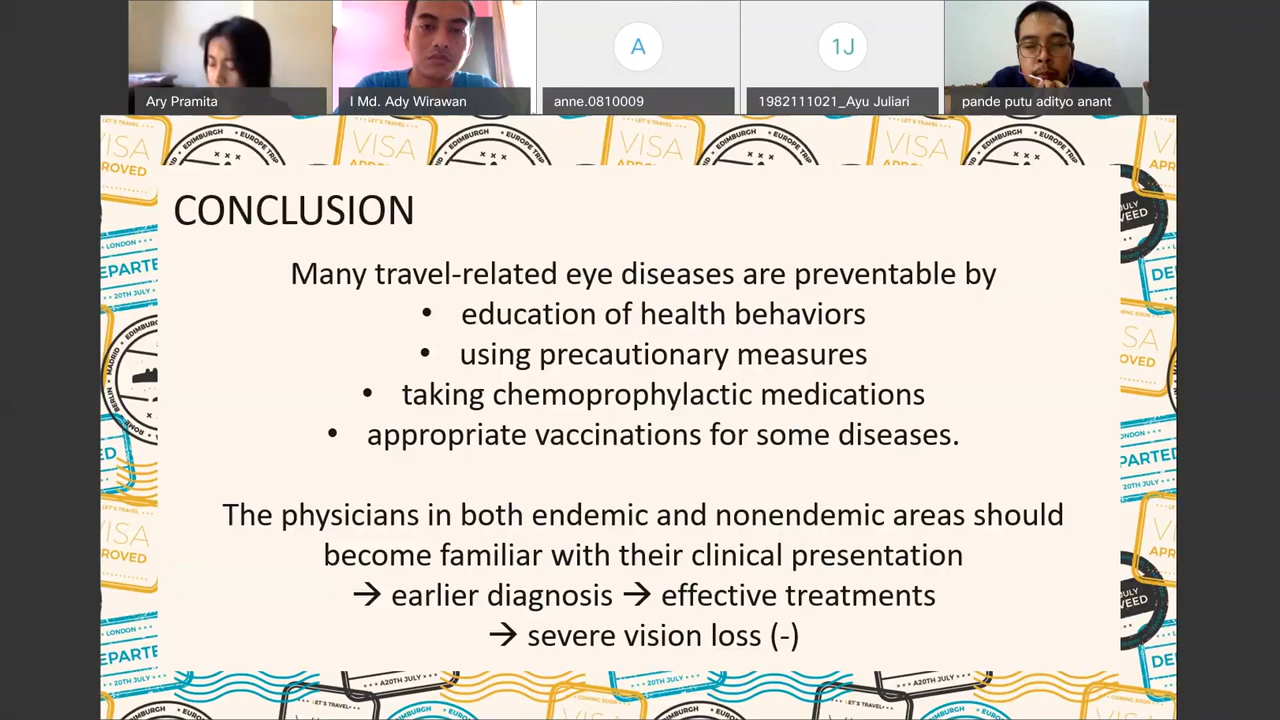 Ary Pramita
I Md. Ady Wirawan
A
anne.0810009
1J
1982111021_Ayu Juliari
pande putu adityo anant
CONCLUSION
Many travel-related eye diseases are preventable by
• education of health behaviors
• using precautionary measures
• taking chemoprophylactic medications
• appropriate vaccinations for some diseases.
The physicians in both endemic and nonendemic areas should
become familiar with their clinical presentation
→ earlier diagnosis → effective treatments
→ severe vision loss (-)